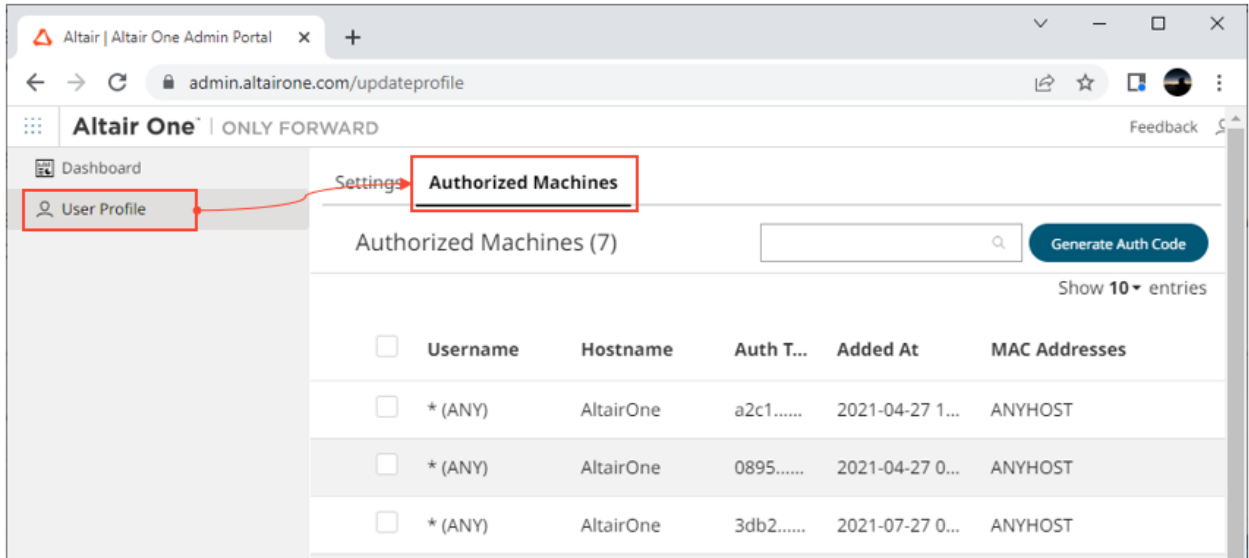 Altair | Altair One Admin Portal
admin.altairone.com/updateprofile
Altair One™ | ONLY FORWARD
Feedback
Dashboard
User Profile
Settings
Authorized Machines
Authorized Machines (7)
Generate Auth Code
Show 10 entries
Username Hostname Auth T... Added At MAC Addresses
* (ANY) AltairOne a2c1...... 2021-04-27 1... ANYHOST
* (ANY) AltairOne 0895...... 2021-04-27 0... ANYHOST
* (ANY) AltairOne 3db2...... 2021-07-27 0... ANYHOST